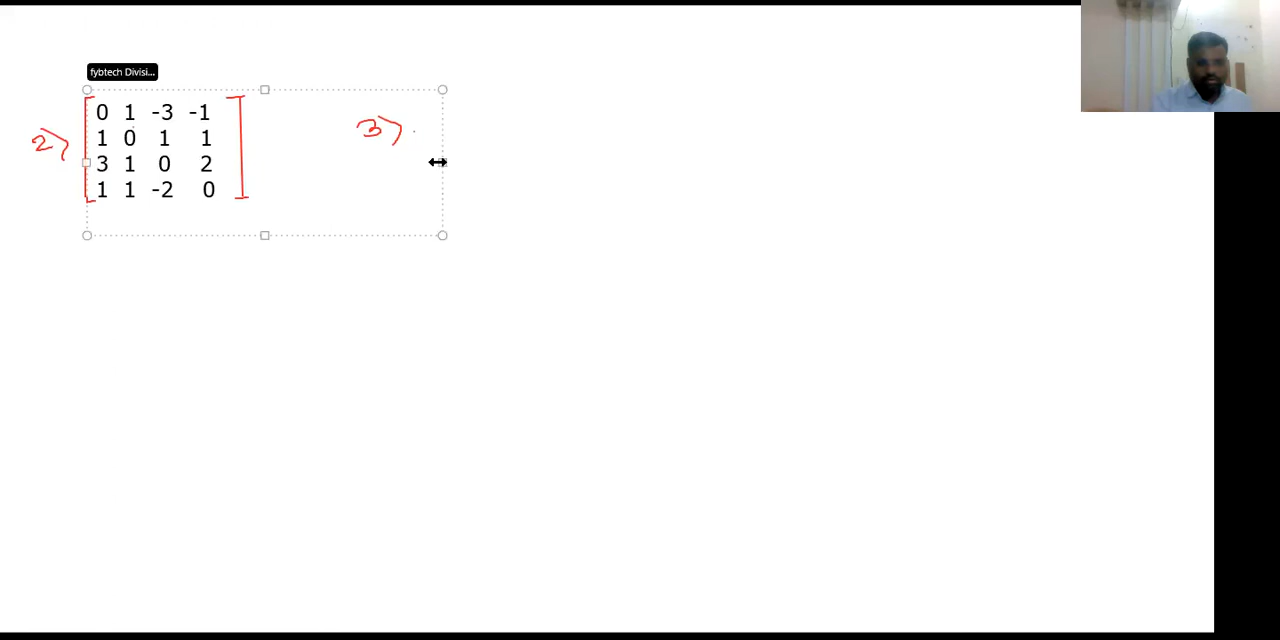 fybtech Divisi...
2) 0 1 -3 -1
1 0 1 1
3 1 0 2
1 1 -2 0
3)